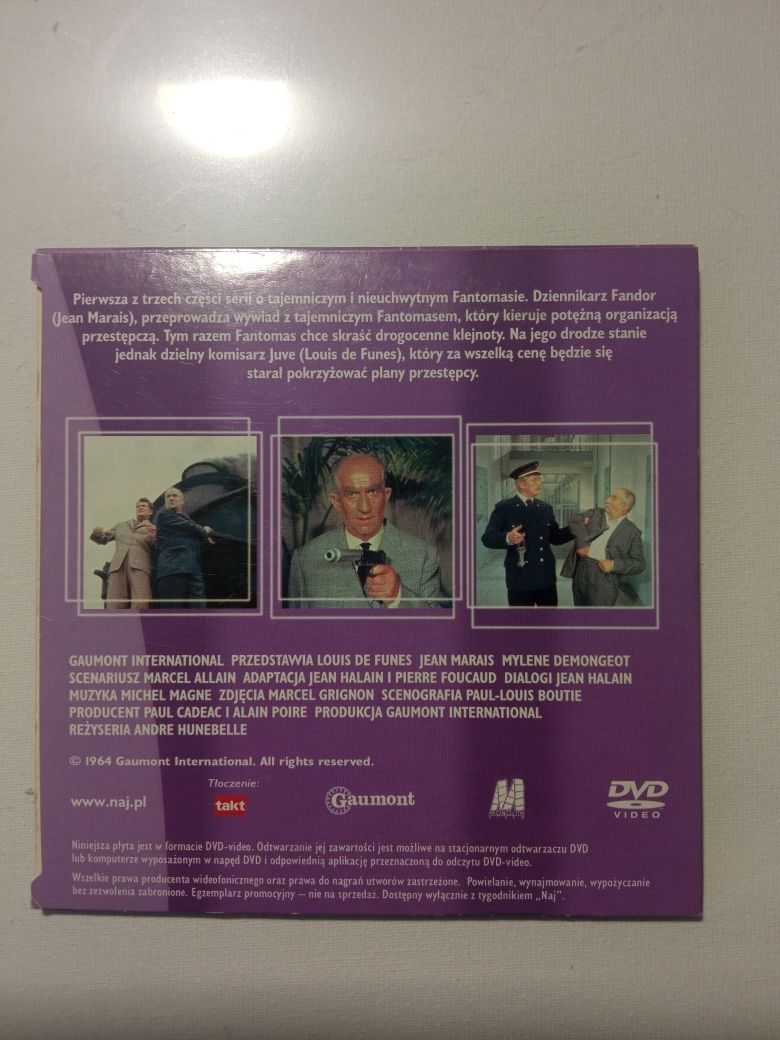 Pierwsza z trzech części serii o tajemniczym i nieuchwytnym Fantomasie. Dziennikarz Fandor
(Jean Marais), przeprowadza wywiad z tajemniczym Fantomasem, który kieruje potężną organizacją
przestępczą. Tym razem Fantomas chce skraść drogocenne klejnoty. Na jego drodze stanie
jednak dzielny komisarz Juve (Louis de Funes), który za wszelką cenę będzie się
starał pokrzyżować plany przestępcy.
GAUMONT INTERNATIONAL PRZEDSTAWIA LOUIS DE FUNES JEAN MARAIS MYLENE DEMONGEOT
SCENARIUSZ MARCEL ALLAIN ADAPTACJA JEAN HALAIN I PIERRE FOUCAUD DIALOGI JEAN HALAIN
MUZYKA MICHEL MAGNE ZDJĘCIA MARCEL GRIGNON SCENOGRAFIA PAUL-LOUIS BOUTIE
PRODUCENT PAUL CADEAC I ALAIN POIRE PRODUKCJA GAUMONT INTERNATIONAL
REŻYSERIA ANDRE HUNEBELLE
© 1964 Gaumont International. All rights reserved.
Tłoczenie:
www.naj.pl takt Gaumont MONOLITH DVD VIDEO
Niniejsza płyta jest w formacie DVD-video. Odtwarzanie jej zawartości jest możliwe na stacjonarnym odtwarzaczu DVD
lub komputerze wyposażonym w napęd DVD i odpowiednią aplikację przeznaczoną do odczytu DVD-video.
Wszelkie prawa producenta wideofonicznego oraz prawa do nagrań utworów zastrzeżone. Powielanie, wynajmowanie, wypożyczanie
bez zezwolenia zabronione. Egzemplarz promocyjny – nie na sprzedaż. Dostępny wyłącznie z tygodnikiem „Naj".